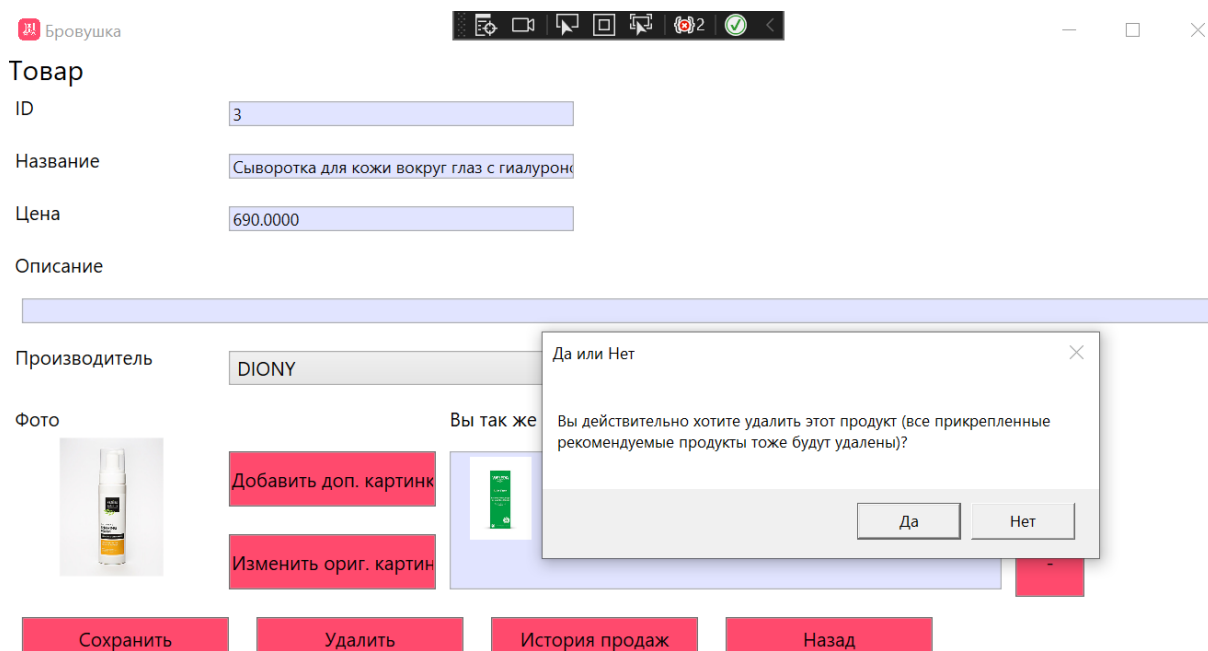 Бровушка
2
Товар
ID
3
Название
Сыворотка для кожи вокруг глаз с гиалуроно
Цена
690.0000
Описание
Производитель
DIONY
Фото
Вы так же
Добавить доп. картинк
Изменить ориг. картин
Да или Нет
Вы действительно хотите удалить этот продукт (все прикрепленные
рекомендуемые продукты тоже будут удалены)?
Да
Нет
-
Сохранить
Удалить
История продаж
Назад